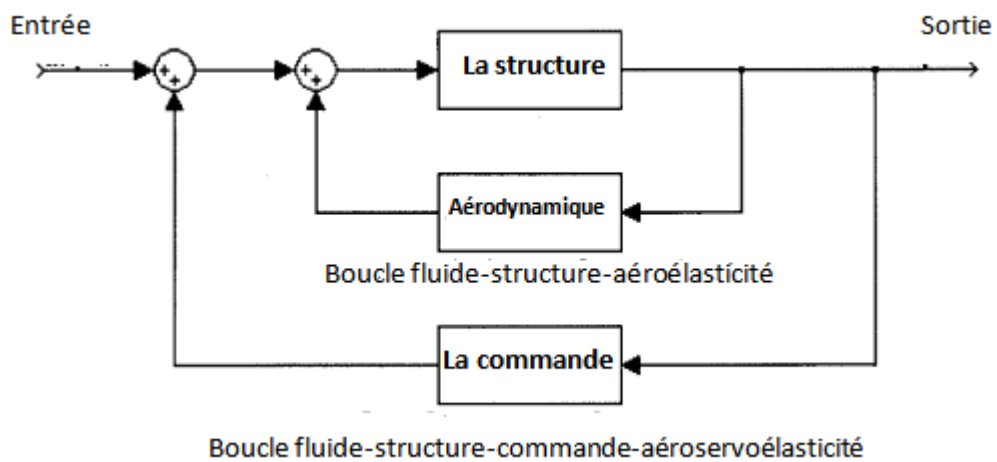 Entrée
Sortie
+
+
+
+
La structure
Aérodynamique
Boucle fluide-structure-aéroélasticité
La commande
Boucle fluide-structure-commande-aéroservoélasticité